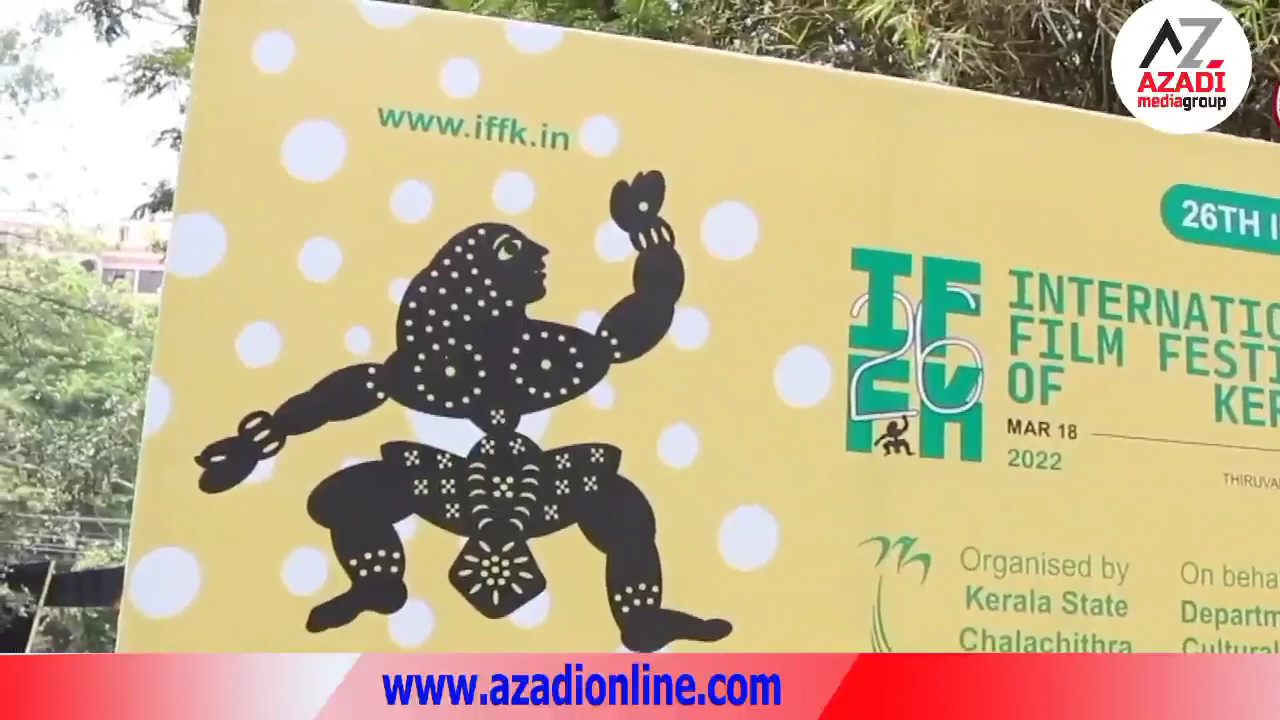 AZ
AZADI
mediagroup
www.iffk.in
26TH I
IF
FK
26
INTERNATIO
FILM FESTI
OF KER
MAR 18
2022
THIRUVA
Organised by
Kerala State
Chalachithra
On beha
Departm
Cultural
www.azadionline.com